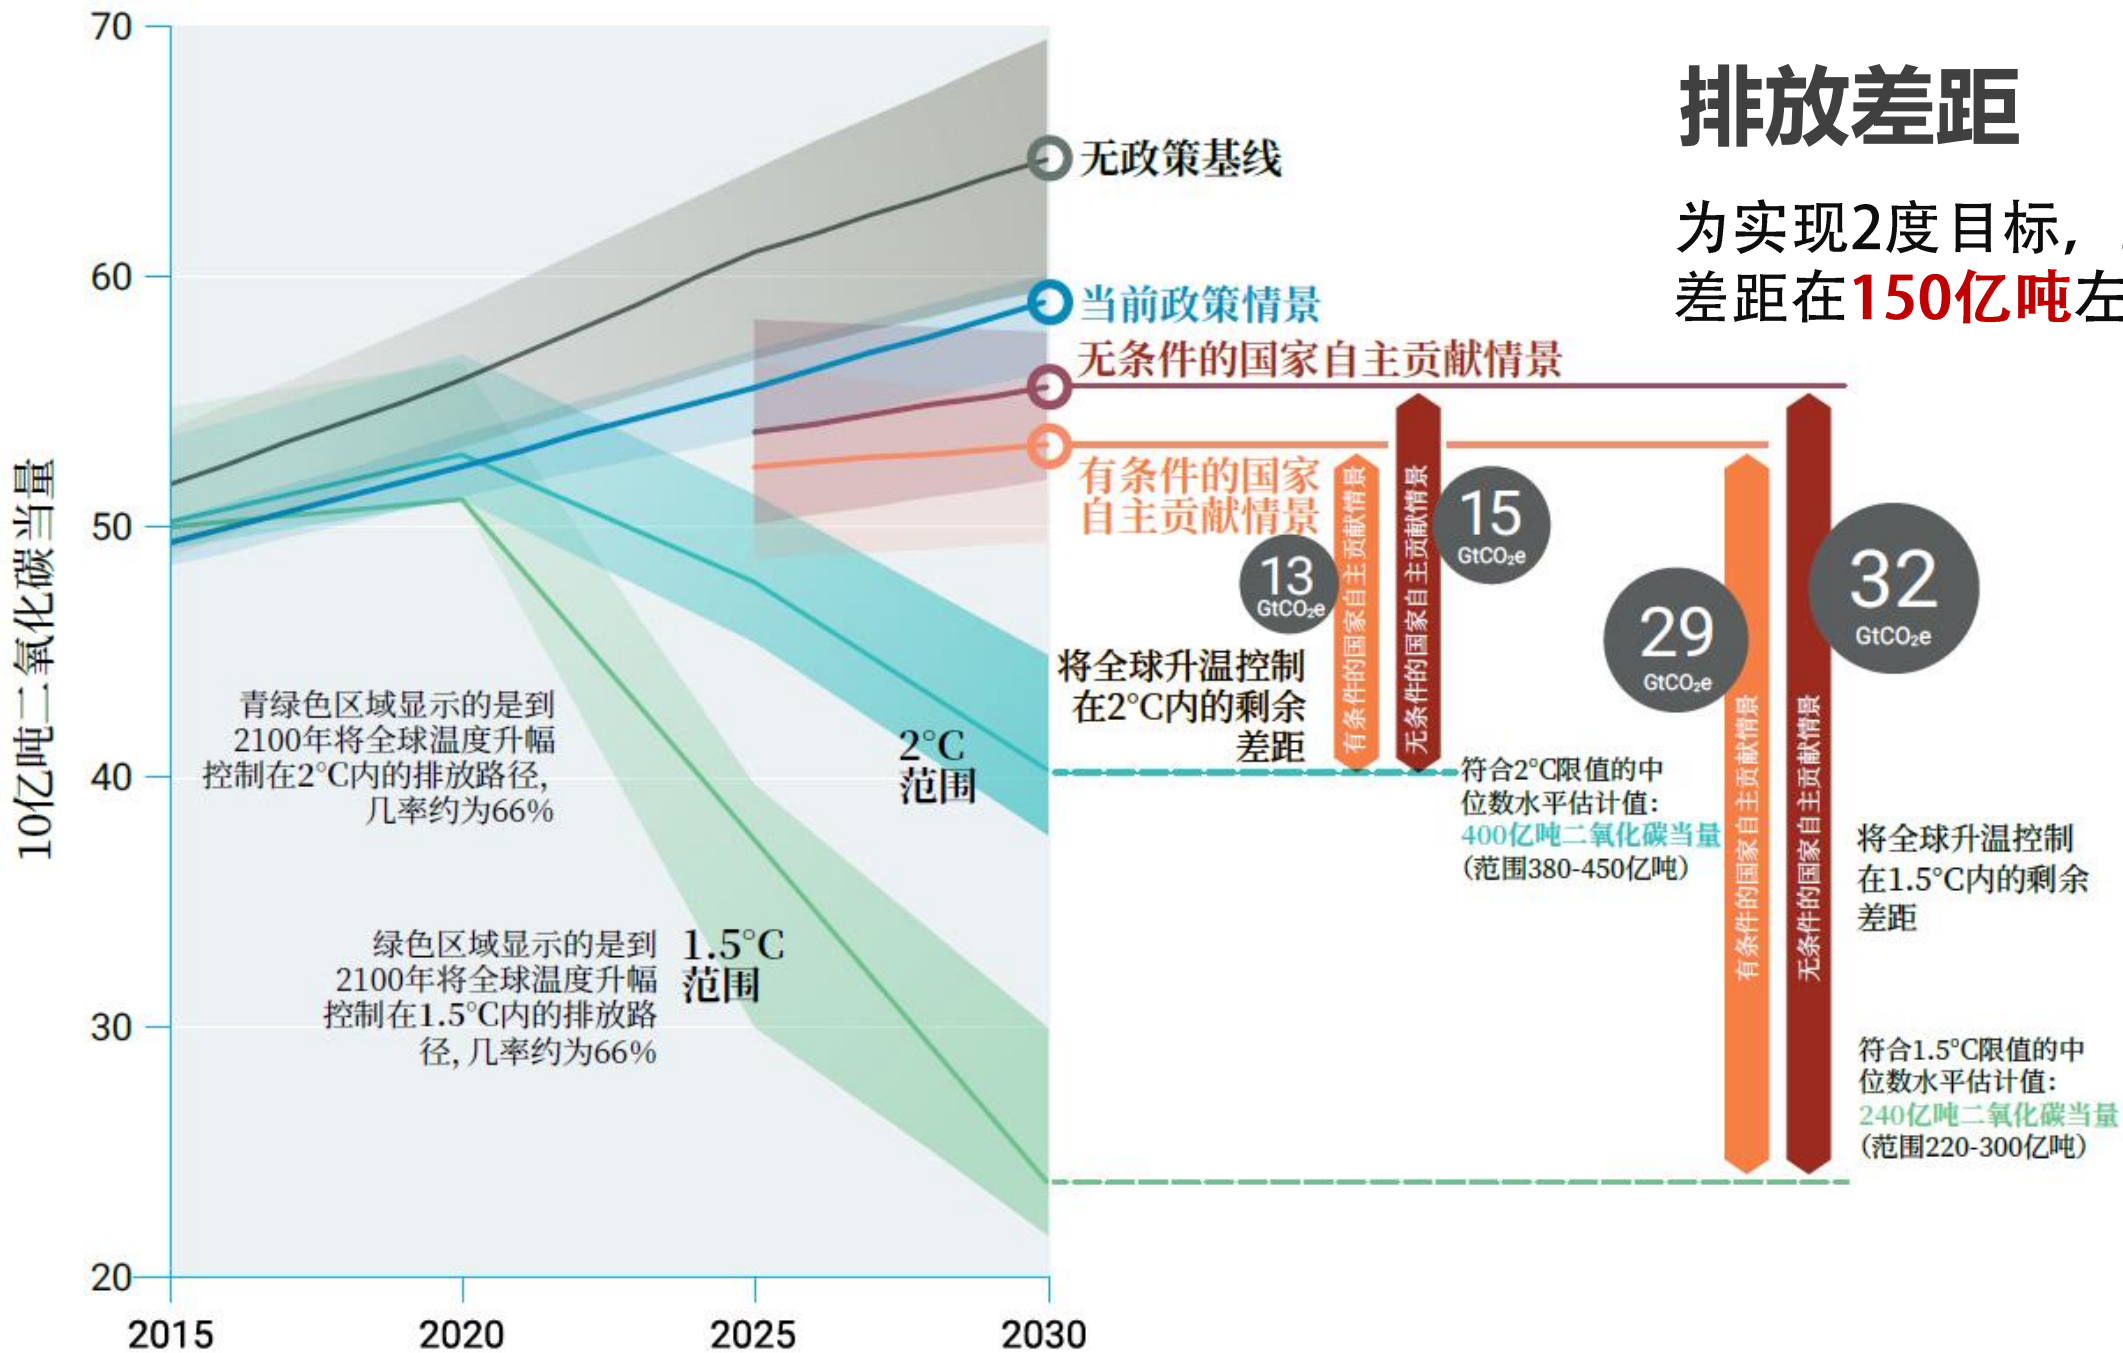 排放差距
为实现2度目标,
差距在150亿吨左
10亿吨二氧化碳当量
70
60
50
40
30
20
2015
2020
2025
2030
无政策基线
当前政策情景
无条件的国家自主贡献情景
有条件的国家
自主贡献情景
青绿色区域显示的是到
2100年将全球温度升幅
控制在2°C内的排放路径,
几率约为66%
2°C
范围
绿色区域显示的是到
2100年将全球温度升幅
控制在1.5°C内的排放路
径, 几率约为66%
1.5°C
范围
将全球升温控制
在2°C内的剩余
差距
13
GtCO₂e
有条件的国家自主贡献情景
无条件的国家自主贡献情景
15
GtCO₂e
符合2°C限值的中
位数水平估计值:
400亿吨二氧化碳当量
(范围380-450亿吨)
29
GtCO₂e
有条件的国家自主贡献情景
无条件的国家自主贡献情景
32
GtCO₂e
将全球升温控制
在1.5°C内的剩余
差距
符合1.5°C限值的中
位数水平估计值:
240亿吨二氧化碳当量
(范围220-300亿吨)